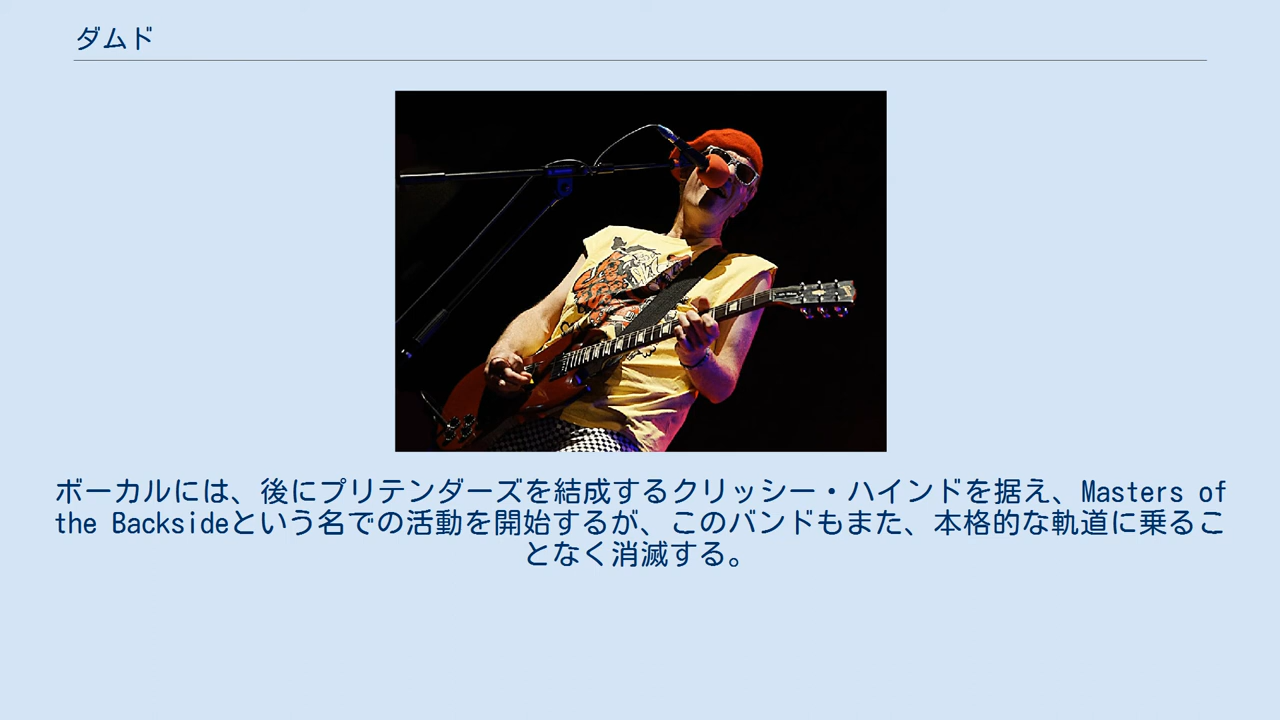 ダムド
ボーカルには、後にプリテンダーズを結成するクリッシー・ハインドを据え、Masters of
the Backsideという名での活動を開始するが、このバンドもまた、本格的な軌道に乗るこ
となく消滅する。